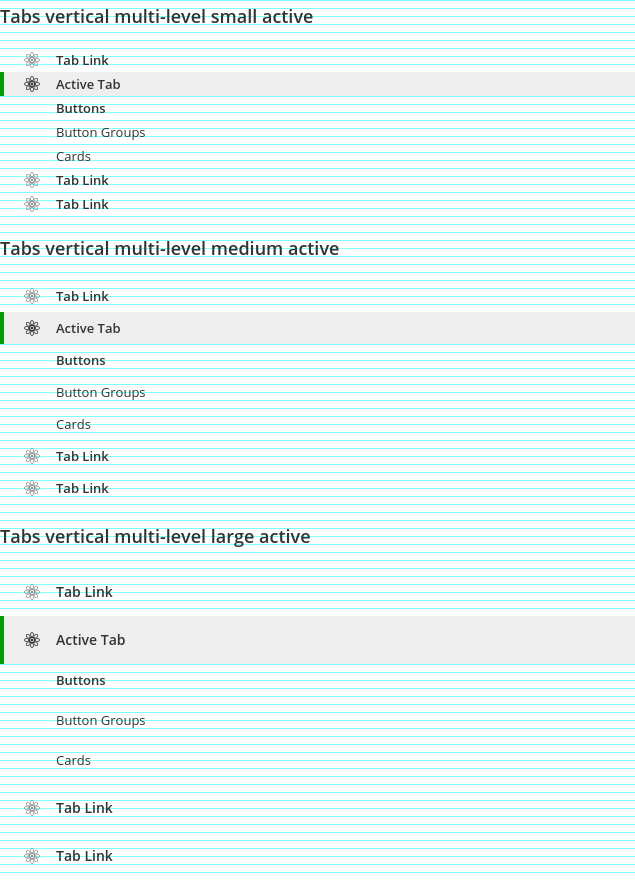 Tabs vertical multi-level small active
Tab Link
Active Tab
Buttons
Button Groups
Cards
Tab Link
Tab Link
Tabs vertical multi-level medium active
Tab Link
Active Tab
Buttons
Button Groups
Cards
Tab Link
Tab Link
Tabs vertical multi-level large active
Tab Link
Active Tab
Buttons
Button Groups
Cards
Tab Link
Tab Link